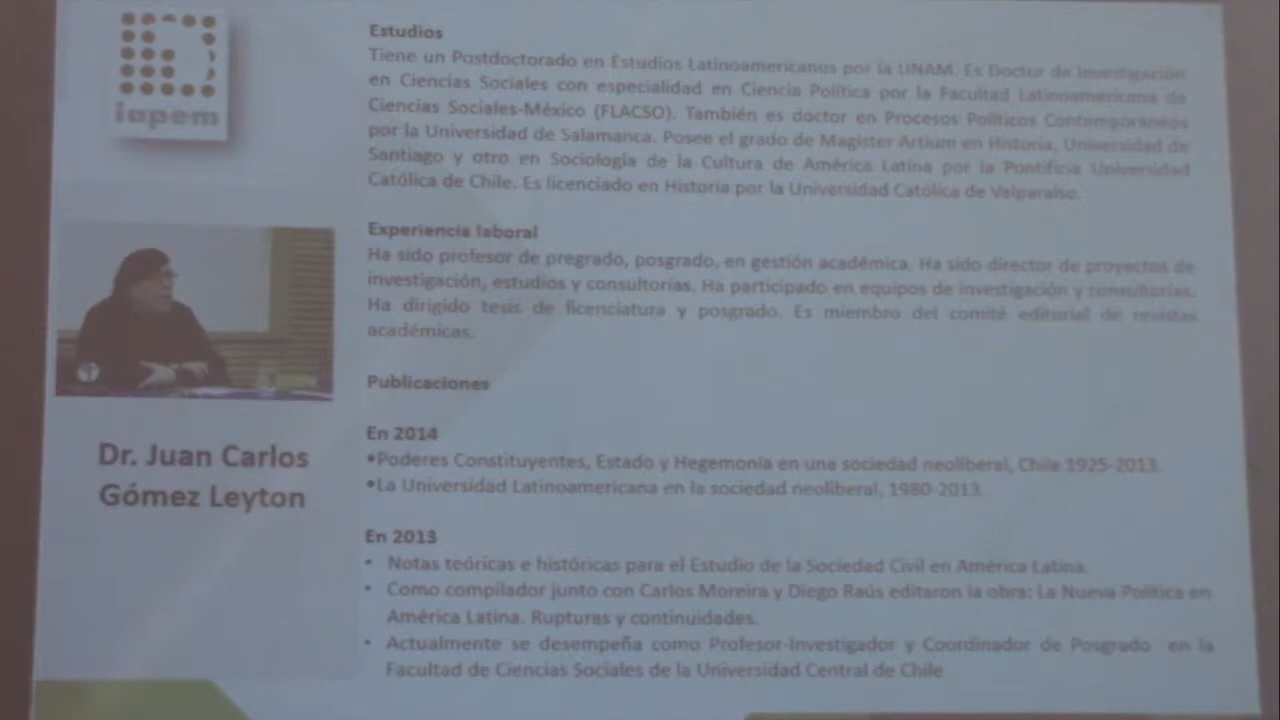 iapem
Dr. Juan Carlos
Gómez Leyton
Estudios
Tiene un Postdoctorado en Estudios Latinoamericanos por la UNAM. Es Doctor de Investigación
en Ciencias Sociales con especialidad en Ciencia Política por la Facultad Latinoamericana de
Ciencias Sociales-México (FLACSO). También es doctor en Procesos Políticos Contemporáneos
por la Universidad de Salamanca. Posee el grado de Magister Artium en Historia, Universidad de
Santiago y otro en Sociología de la Cultura de América Latina por la Pontificia Universidad
Católica de Chile. Es licenciado en Historia por la Universidad Católica de Valparaíso.
Experiencia laboral
Ha sido profesor de pregrado, posgrado, en gestión académica. Ha sido director de proyectos de
investigación, estudios y consultorías. Ha participado en equipos de investigación y consultorías.
Ha dirigido tesis de licenciatura y posgrado. Es miembro del comité editorial de revistas
académicas.
Publicaciones
En 2014
•Poderes Constituyentes, Estado y Hegemonía en una sociedad neoliberal, Chile 1925-2013.
•La Universidad Latinoamericana en la sociedad neoliberal, 1980-2013.
En 2013
• Notas teóricas e históricas para el Estudio de la Sociedad Civil en América Latina.
• Como compilador junto con Carlos Moreira y Diego Raús editaron la obra: La Nueva Política en
América Latina. Rupturas y continuidades.
• Actualmente se desempeña como Profesor-Investigador y Coordinador de Posgrado en la
Facultad de Ciencias Sociales de la Universidad Central de Chile